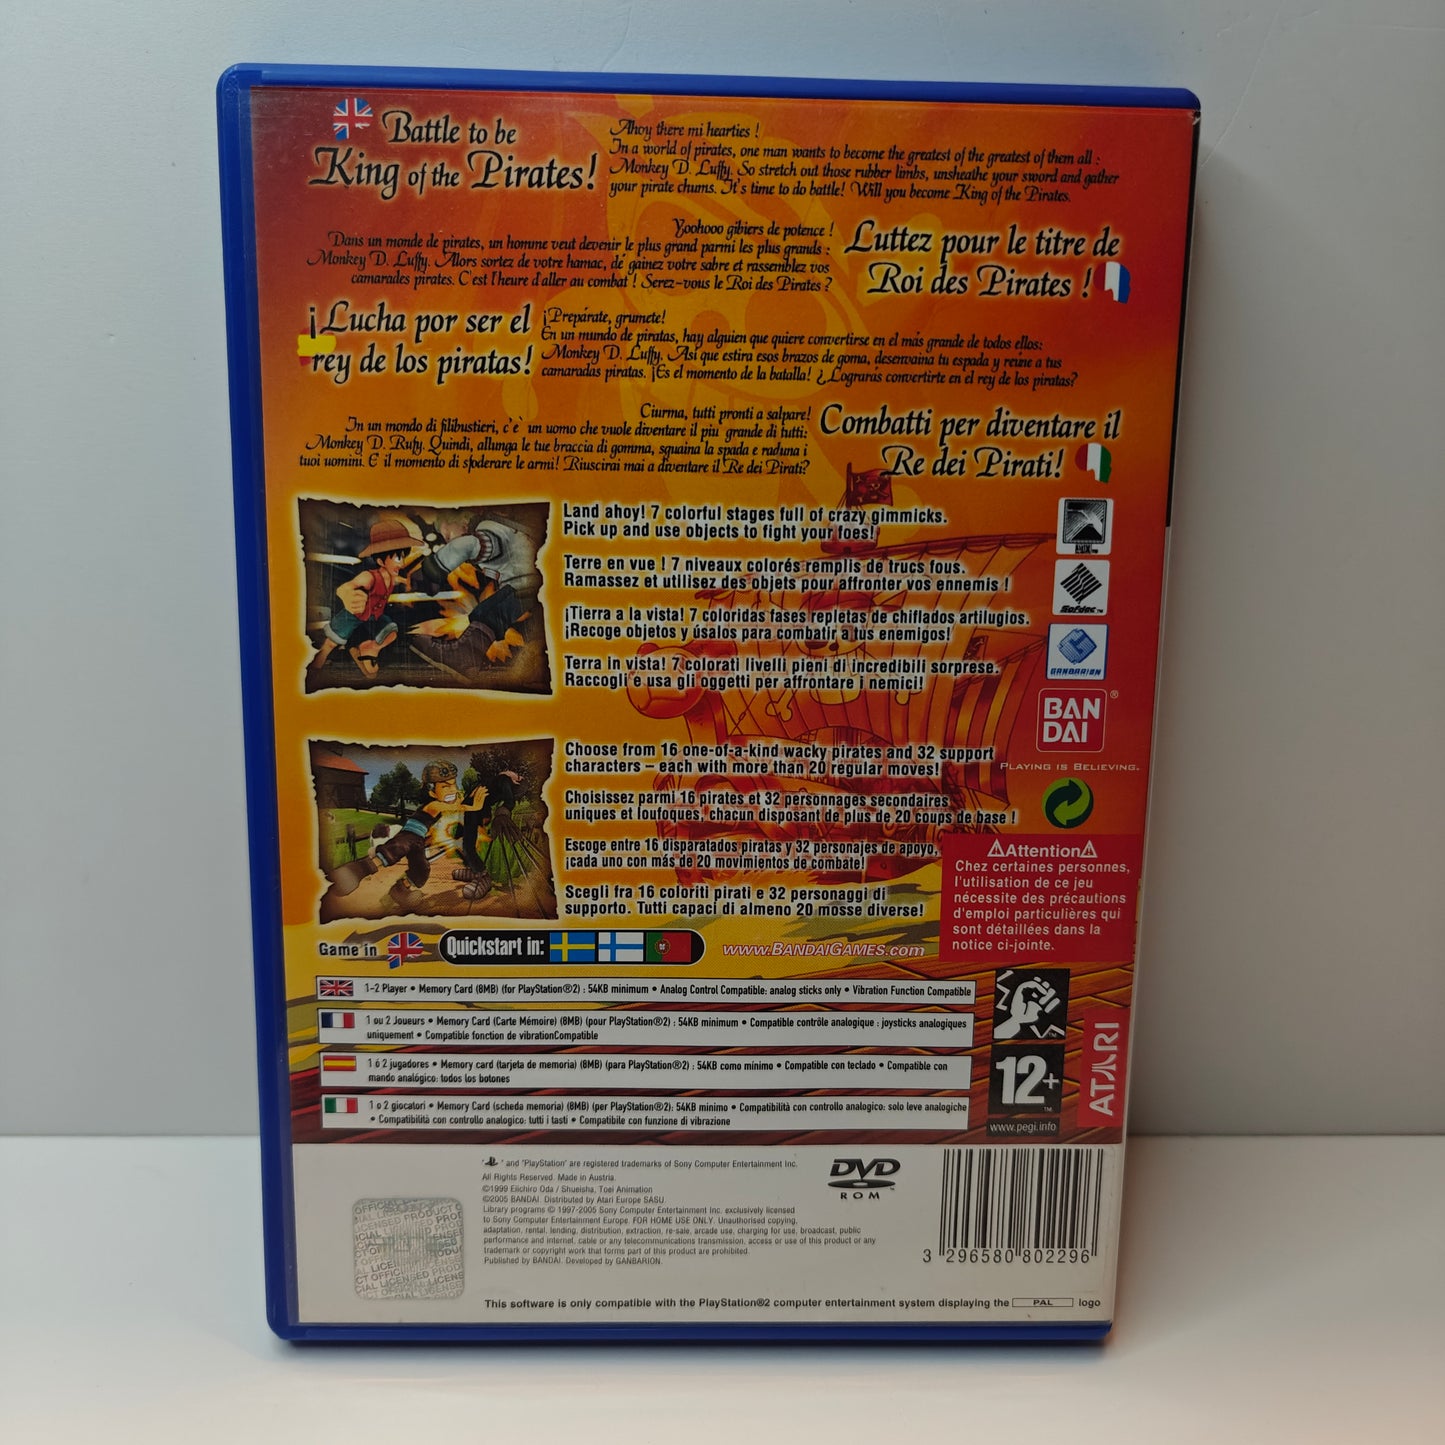 Battle to be
King of the Pirates!
Ahoy there mi hearties !
In a world of pirates, one man wants to become the greatest of the greatest of them all :
Monkey D. Luffy. So stretch out those rubber limbs, unsheathe your sword and gather
your pirate chums. It's time to do battle! Will you become King of the Pirates.
Yoohooo gibiers de potence !
Dans un monde de pirates, un homme veut devenir le plus grand parmi les plus grands :
Monkey D. Luffy. Alors sortez de votre hamac, dé gainez votre sabre et rassemblez vos
camarades pirates. C'est l'heure d'aller au combat ! Serez-vous le Roi des Pirates ?
Luttez pour le titre de
Roi des Pirates !
¡Lucha por ser el
rey de los piratas!
¡Prepárate, grumete!
En un mundo de piratas, hay alguien que quiere convertirse en el más grande de todos ellos:
Monkey D. Luffy. Así que estira esos brazos de goma, desenvaina tu espada y reúne a tus
camaradas piratas. ¡Es el momento de la batalla! ¿Lograrás convertirte en el rey de los piratas?
Ciurma, tutti pronti a salpare!
In un mondo di filibustieri, c'è un uomo che vuole diventare il piu grande di tutti:
Monkey D. Rufy. Quindi, allunga le tue braccia di gomma, sguaina la spada e raduna i
tuoi uomini. È il momento di sfoderare le armi! Riuscirai mai a diventare il Re dei Pirati?
Combatti per diventare il
Re dei Pirati!
Land ahoy! 7 colorful stages full of crazy gimmicks.
Pick up and use objects to fight your foes!
Terre en vue ! 7 niveaux colorés remplis de trucs fous.
Ramassez et utilisez des objets pour affronter vos ennemis !
¡Tierra a la vista! 7 coloridas fases repletas de chiflados artilugios.
¡Recoge objetos y úsalos para combatir a tus enemigos!
Terra in vista! 7 colorati livelli pieni di incredibili sorprese.
Raccogli e usa gli oggetti per affrontare i nemici!
Sofdec™
GANBARION
BAN
DAI
®
PLAYING IS BELIEVING.
Choose from 16 one-of-a-kind wacky pirates and 32 support
characters – each with more than 20 regular moves!
Choisissez parmi 16 pirates et 32 personnages secondaires
uniques et loufoques, chacun disposant de plus de 20 coups de base !
Escoge entre 16 disparatados piratas y 32 personajes de apoyo,
¡cada uno con más de 20 movimientos de combate!
Scegli fra 16 coloriti pirati e 32 personaggi di
supporto. Tutti capaci di almeno 20 mosse diverse!
⚠Attention⚠
Chez certaines personnes,
l'utilisation de ce jeu
nécessite des précautions
d'emploi particulières qui
sont détaillées dans la
notice ci-jointe.
Game in
Quickstart in:
www.BANDAIGAMES.com
1-2 Player • Memory Card (8MB) (for PlayStation®2) : 54KB minimum • Analog Control Compatible: analog sticks only • Vibration Function Compatible
1 ou 2 Joueurs • Memory Card (Carte Mémoire) (8MB) (pour PlayStation®2) : 54KB minimum • Compatible contrôle analogique : joysticks analogiques
uniquement • Compatible fonction de vibrationCompatible
1 ó 2 jugadores • Memory card (tarjeta de memoria) (8MB) (para PlayStation®2) : 54KB como mínimo • Compatible con teclado • Compatible con
mando analógico: todos los botones
1 o 2 giocatori • Memory Card (scheda memoria) (8MB) (per PlayStation®2): 54KB minimo • Compatibilità con controllo analogico: solo leve analogiche
• Compatibilità con controllo analogico: tutti i tasti • Compatibile con funzione di vibrazione
12+
™
www.pegi.info
ATARI
" " and "PlayStation" are registered trademarks of Sony Computer Entertainment Inc.
All Rights Reserved. Made in Austria.
©1999 Eiichiro Oda / Shueisha, Toei Animation
©2005 BANDAI. Distributed by Atari Europe SASU.
Library programs © 1997-2005 Sony Computer Entertainment Inc. exclusively licensed
to Sony Computer Entertainment Europe. FOR HOME USE ONLY. Unauthorised copying,
adaptation, rental, lending, distribution, extraction, re-sale, arcade use, charging for use, broadcast, public
performance and internet, cable or any telecommunications transmission, access or use of this product or any
trademark or copyright work that forms part of this product are prohibited.
Published by BANDAI. Developed by GANBARION.
DVD
ROM
3 296580 802296
OFFICIAL LICENSED PRODUCT
This software is only compatible with the PlayStation®2 computer entertainment system displaying the PAL logo